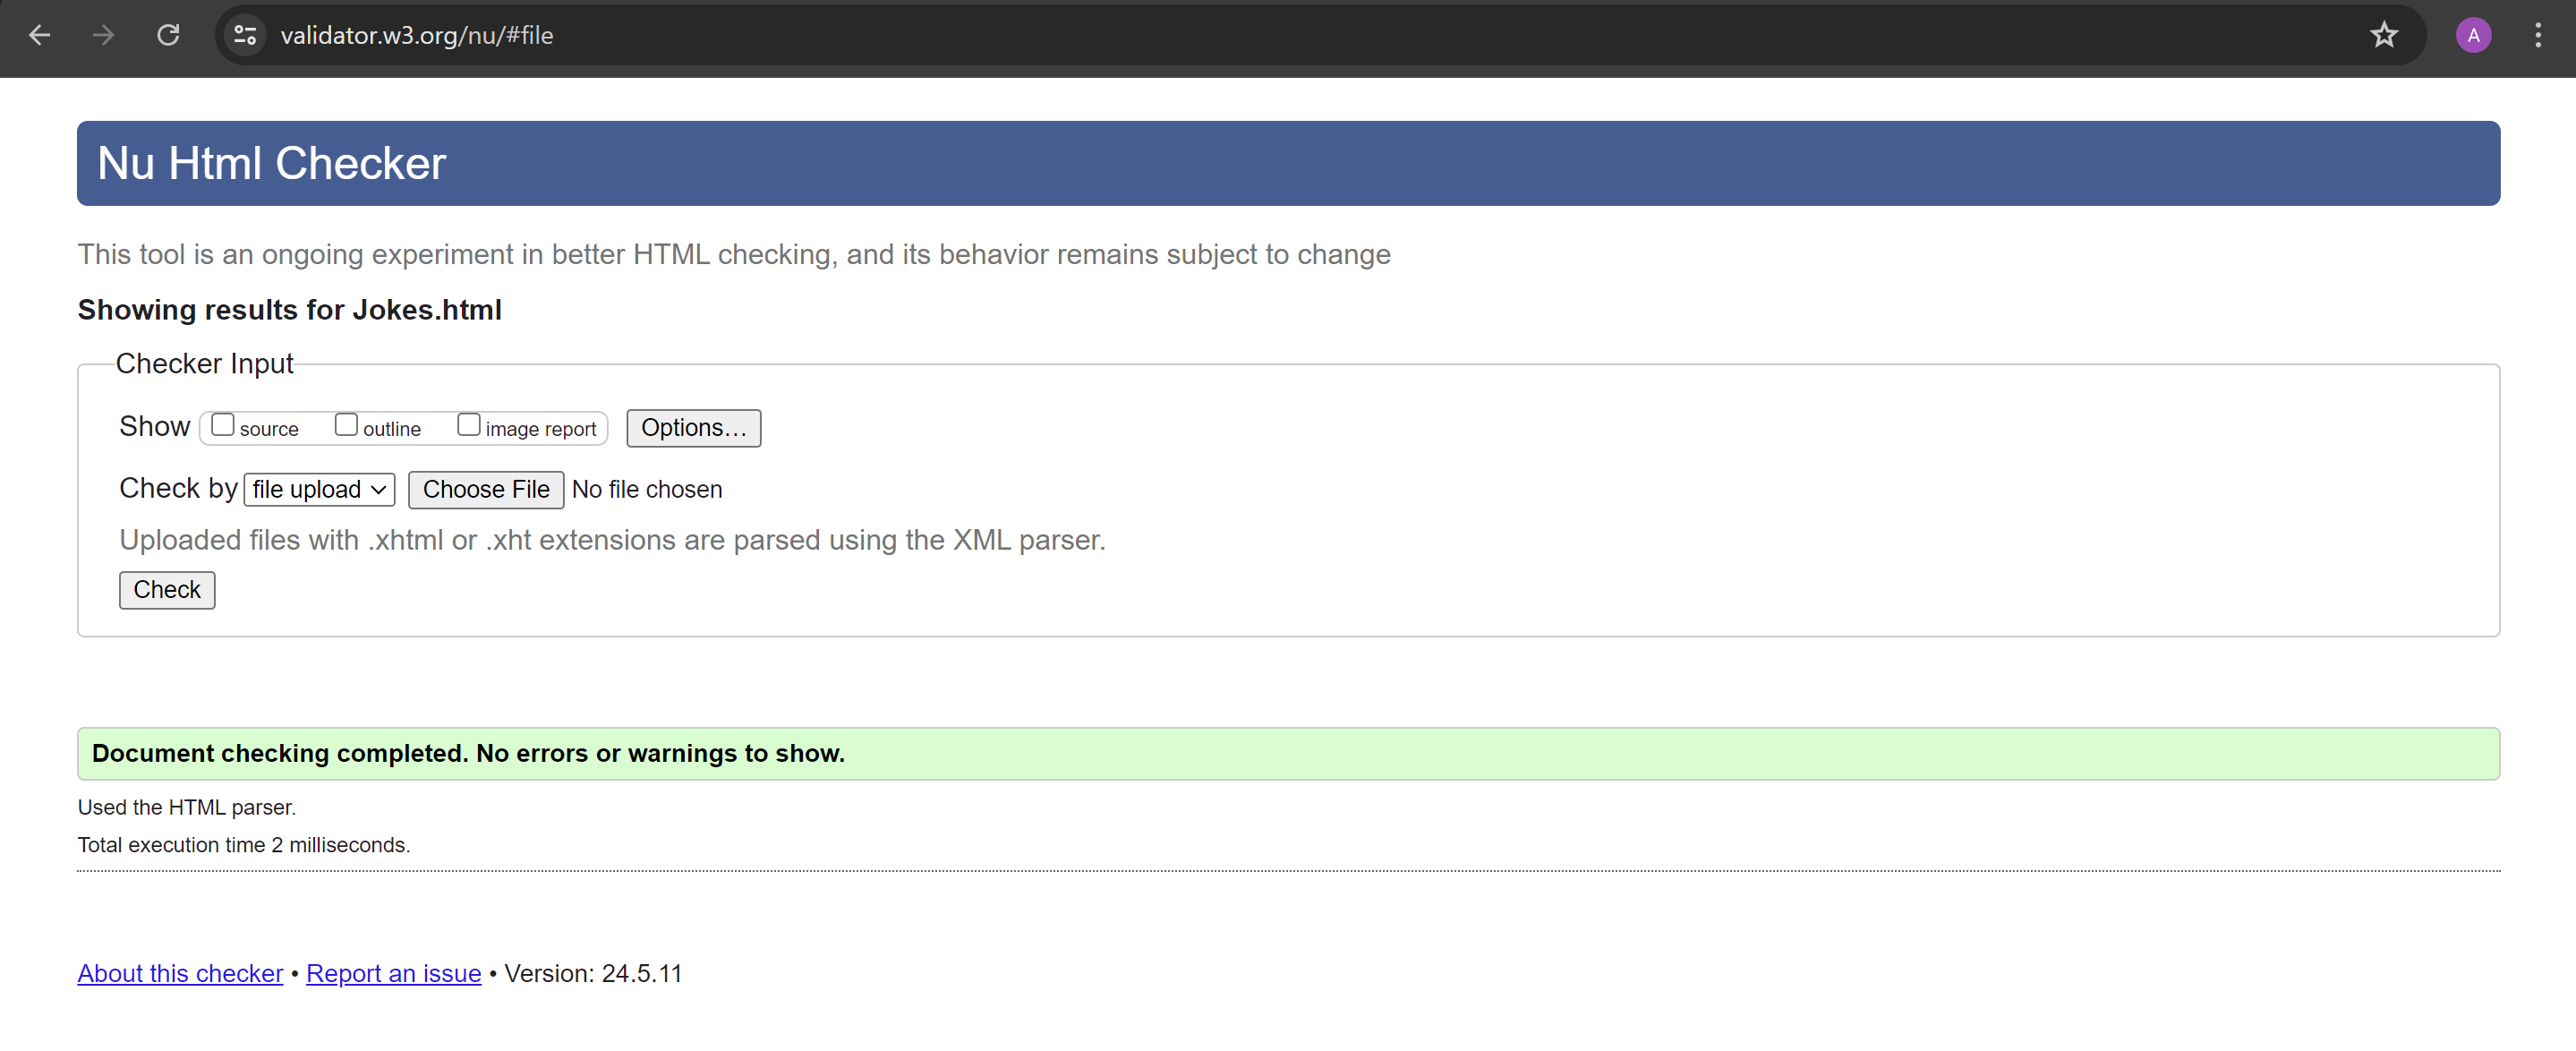 validator.w3.org/nu/#file
A
Nu Html Checker
This tool is an ongoing experiment in better HTML checking, and its behavior remains subject to change
Showing results for Jokes.html
Checker Input
Show source outline image report Options...
Check by file upload Choose File No file chosen
Uploaded files with .xhtml or .xht extensions are parsed using the XML parser.
Check
Document checking completed. No errors or warnings to show.
Used the HTML parser.
Total execution time 2 milliseconds.
About this checker • Report an issue • Version: 24.5.11